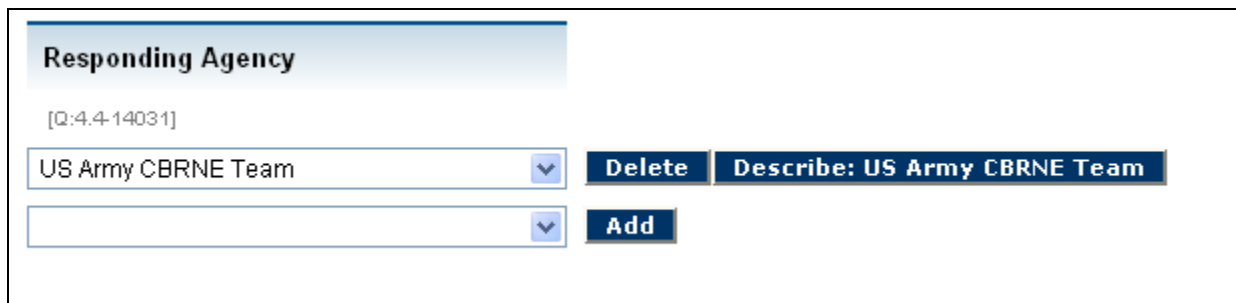 Responding Agency
[Q:4.4-14031]
US Army CBRNE Team Delete Describe: US Army CBRNE Team
Add